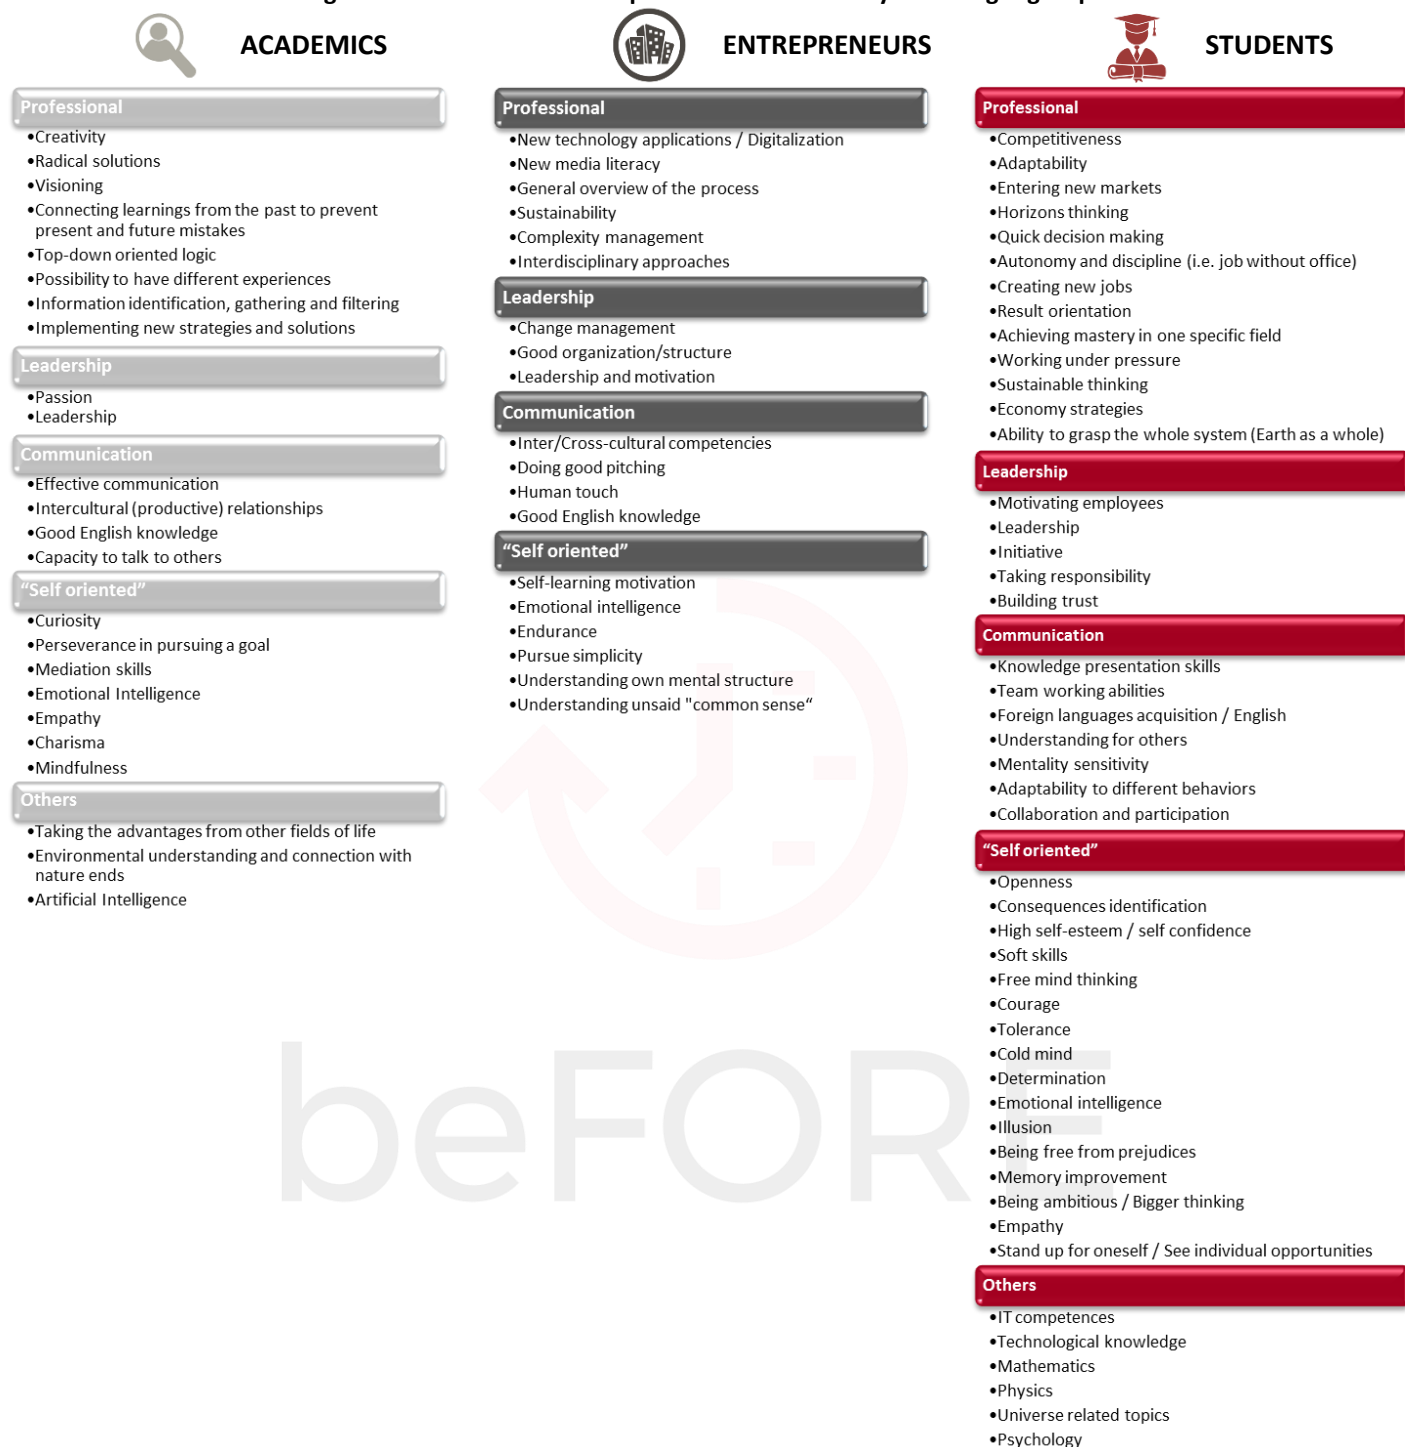 ACADEMICS
Professional
•Creativity
•Radical solutions
•Visioning
•Connecting learnings from the past to prevent
present and future mistakes
•Top-down oriented logic
•Possibility to have different experiences
•Information identification, gathering and filtering
•Implementing new strategies and solutions
Leadership
•Passion
•Leadership
Communication
•Effective communication
•Intercultural (productive) relationships
•Good English knowledge
•Capacity to talk to others
“Self oriented”
•Curiosity
•Perseverance in pursuing a goal
•Mediation skills
•Emotional Intelligence
•Empathy
•Charisma
•Mindfulness
Others
•Taking the advantages from other fields of life
•Environmental understanding and connection with
nature ends
•Artificial Intelligence
ENTREPRENEURS
Professional
•New technology applications / Digitalization
•New media literacy
•General overview of the process
•Sustainability
•Complexity management
•Interdisciplinary approaches
Leadership
•Change management
•Good organization/structure
•Leadership and motivation
Communication
•Inter/Cross-cultural competencies
•Doing good pitching
•Human touch
•Good English knowledge
“Self oriented”
•Self-learning motivation
•Emotional intelligence
•Endurance
•Pursue simplicity
•Understanding own mental structure
•Understanding unsaid "common sense“
STUDENTS
Professional
•Competitiveness
•Adaptability
•Entering new markets
•Horizons thinking
•Quick decision making
•Autonomy and discipline (i.e. job without office)
•Creating new jobs
•Result orientation
•Achieving mastery in one specific field
•Working under pressure
•Sustainable thinking
•Economy strategies
•Ability to grasp the whole system (Earth as a whole)
Leadership
•Motivating employees
•Leadership
•Initiative
•Taking responsibility
•Building trust
Communication
•Knowledge presentation skills
•Team working abilities
•Foreign languages acquisition / English
•Understanding for others
•Mentality sensitivity
•Adaptability to different behaviors
•Collaboration and participation
“Self oriented”
•Openness
•Consequences identification
•High self-esteem / self confidence
•Soft skills
•Free mind thinking
•Courage
•Tolerance
•Cold mind
•Determination
•Emotional intelligence
•Illusion
•Being free from prejudices
•Memory improvement
•Being ambitious / Bigger thinking
•Empathy
•Stand up for oneself / See individual opportunities
Others
•IT competences
•Technological knowledge
•Mathematics
•Physics
•Universe related topics
•Psychology
beFORE